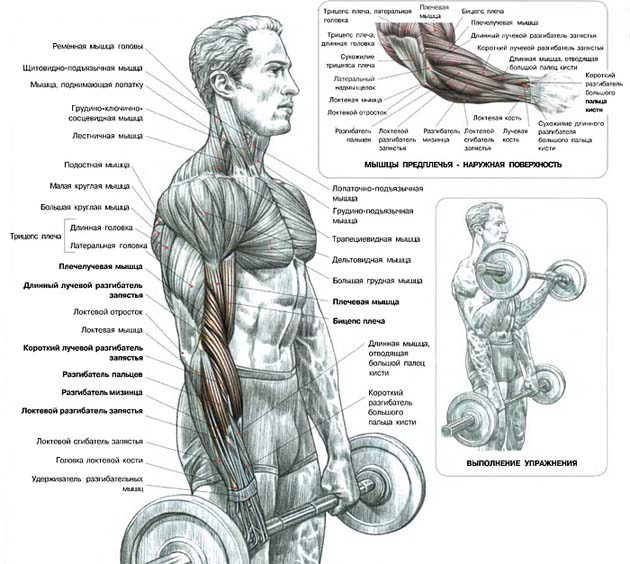 Ременная мышца головы
Щитовидно-подъязычная мышца
Мышца, поднимающая лопатку
Грудино-ключично-
сосцевидная мышца
Лестничная мышца
Подостная мышца
Малая круглая мышца
Большая круглая мышца
Трицепс плеча
Длинная головка
Латеральная головка
Плечелучевая мышца
Длинный лучевой разгибатель
запястья
Локтевой отросток
Локтевая мышца
Короткий лучевой разгибатель
запястья
Разгибатель пальцев
Разгибатель мизинца
Локтевой разгибатель запястья
Локтевой сгибатель запястья
Головка локтевой кости
Удерживатель разгибательных
мышц
Трицепс плеча, латеральная
головка
Плечевая
мышца
Бицепс плеча
Плечелучевая мышца
Трицепс плеча,
длинная головка
Длинный лучевой разгибатель
запястья
Сухожилие
трицепса плеча
Короткий лучевой разгибатель
запястья
Латеральный
надмыщелок
Длинная мышца, отводящая
большой палец кисти
Локтевая мышца
Локтевой отросток
Короткий
разгибатель
большого
пальца
кисти
Локтевая кость
Разгибатель
пальцев
Локтевой
разгибатель
запястья
Разгибатель
мизинца
Локтевой
сгибатель
запястья
Лучевая
кость
Сухожилие длинного
разгибателя
большого пальца
кисти
МЫШЦЫ ПРЕДПЛЕЧЬЯ - НАРУЖНАЯ ПОВЕРХНОСТЬ
Лопаточно-подъязычная
мышца
Грудино-подъязычная
мышца
Трапециевидная мышца
Дельтовидная мышца
Большая грудная мышца
Плечевая мышца
Бицепс плеча
Длинная мышца,
отводящая
большой палец
кисти
Короткий
разгибатель
большого
пальца кисти
ВЫПОЛНЕНИЕ УПРАЖНЕНИЯ